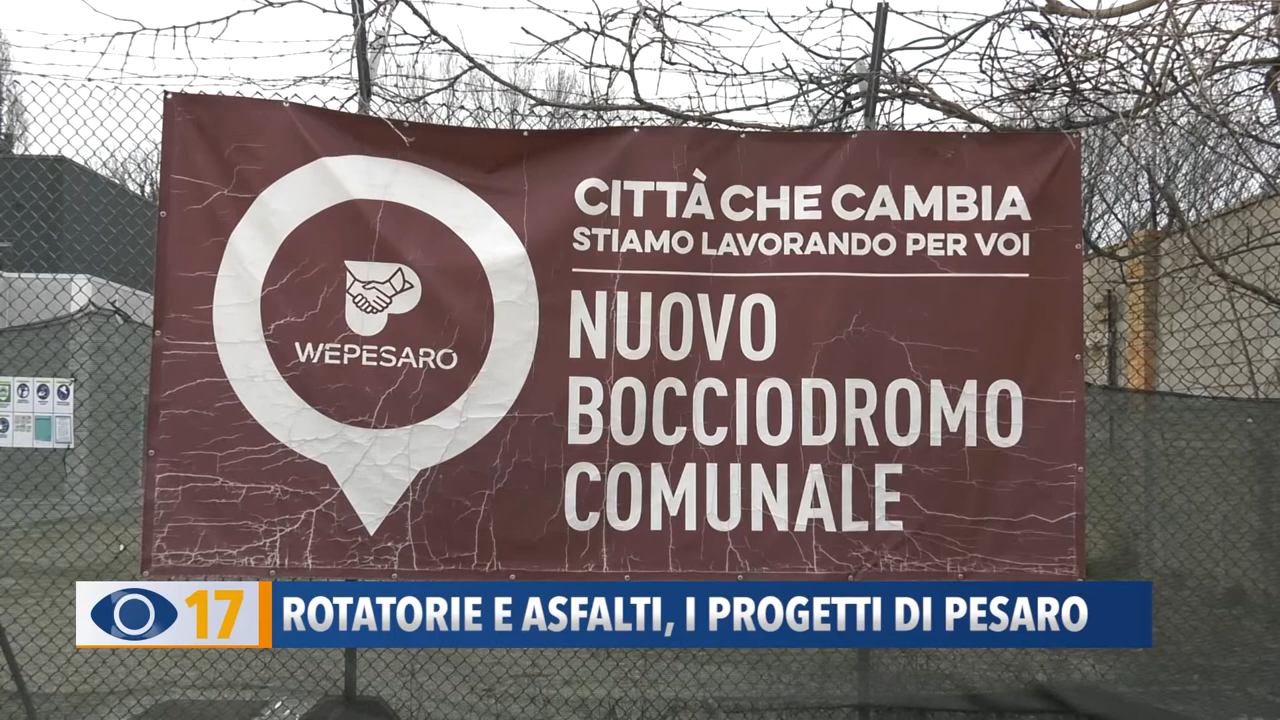 CITTÀ CHE CAMBIA
STIAMO LAVORANDO PER VOI
WEPESARO
NUOVO
BOCCIODROMO
COMUNALE
17 ROTATORIE E ASFALTI, I PROGETTI DI PESARO